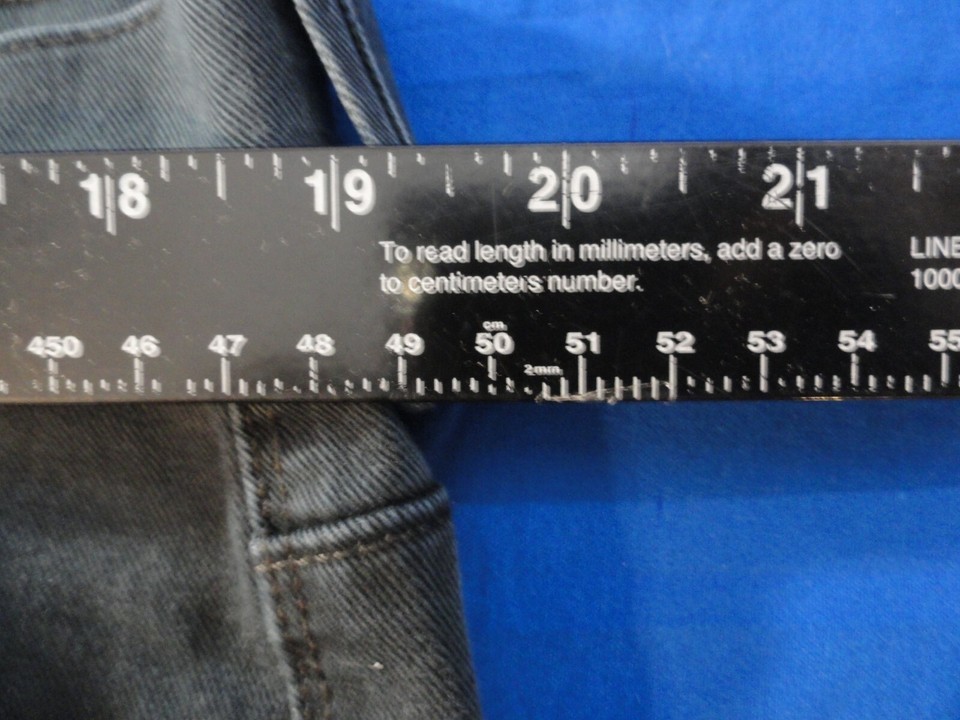 18 19 20 21
To read length in millimeters, add a zero LINE
to centimeters number. 1000
cm.
450 46 47 48 49 50 51 52 53 54 55
2mm.